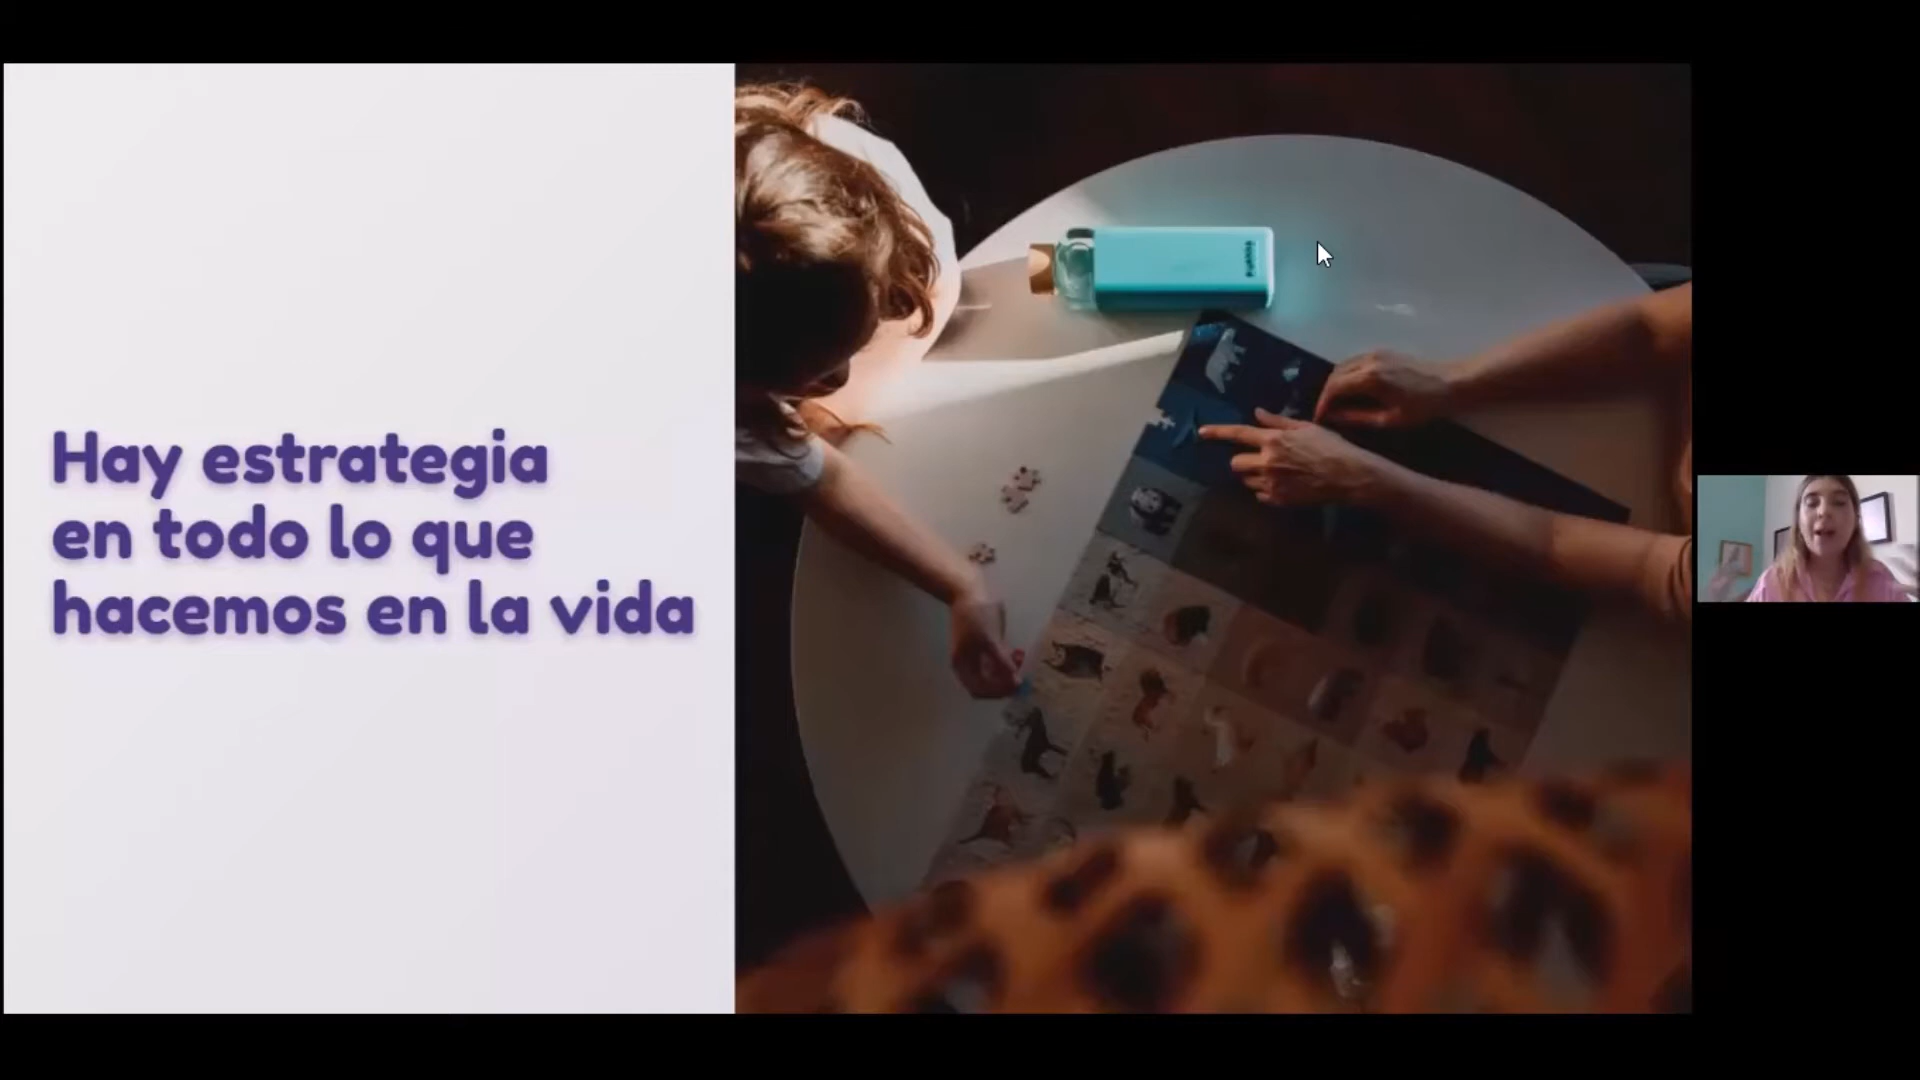 Hay estrategia
en todo lo que
hacemos en la vida